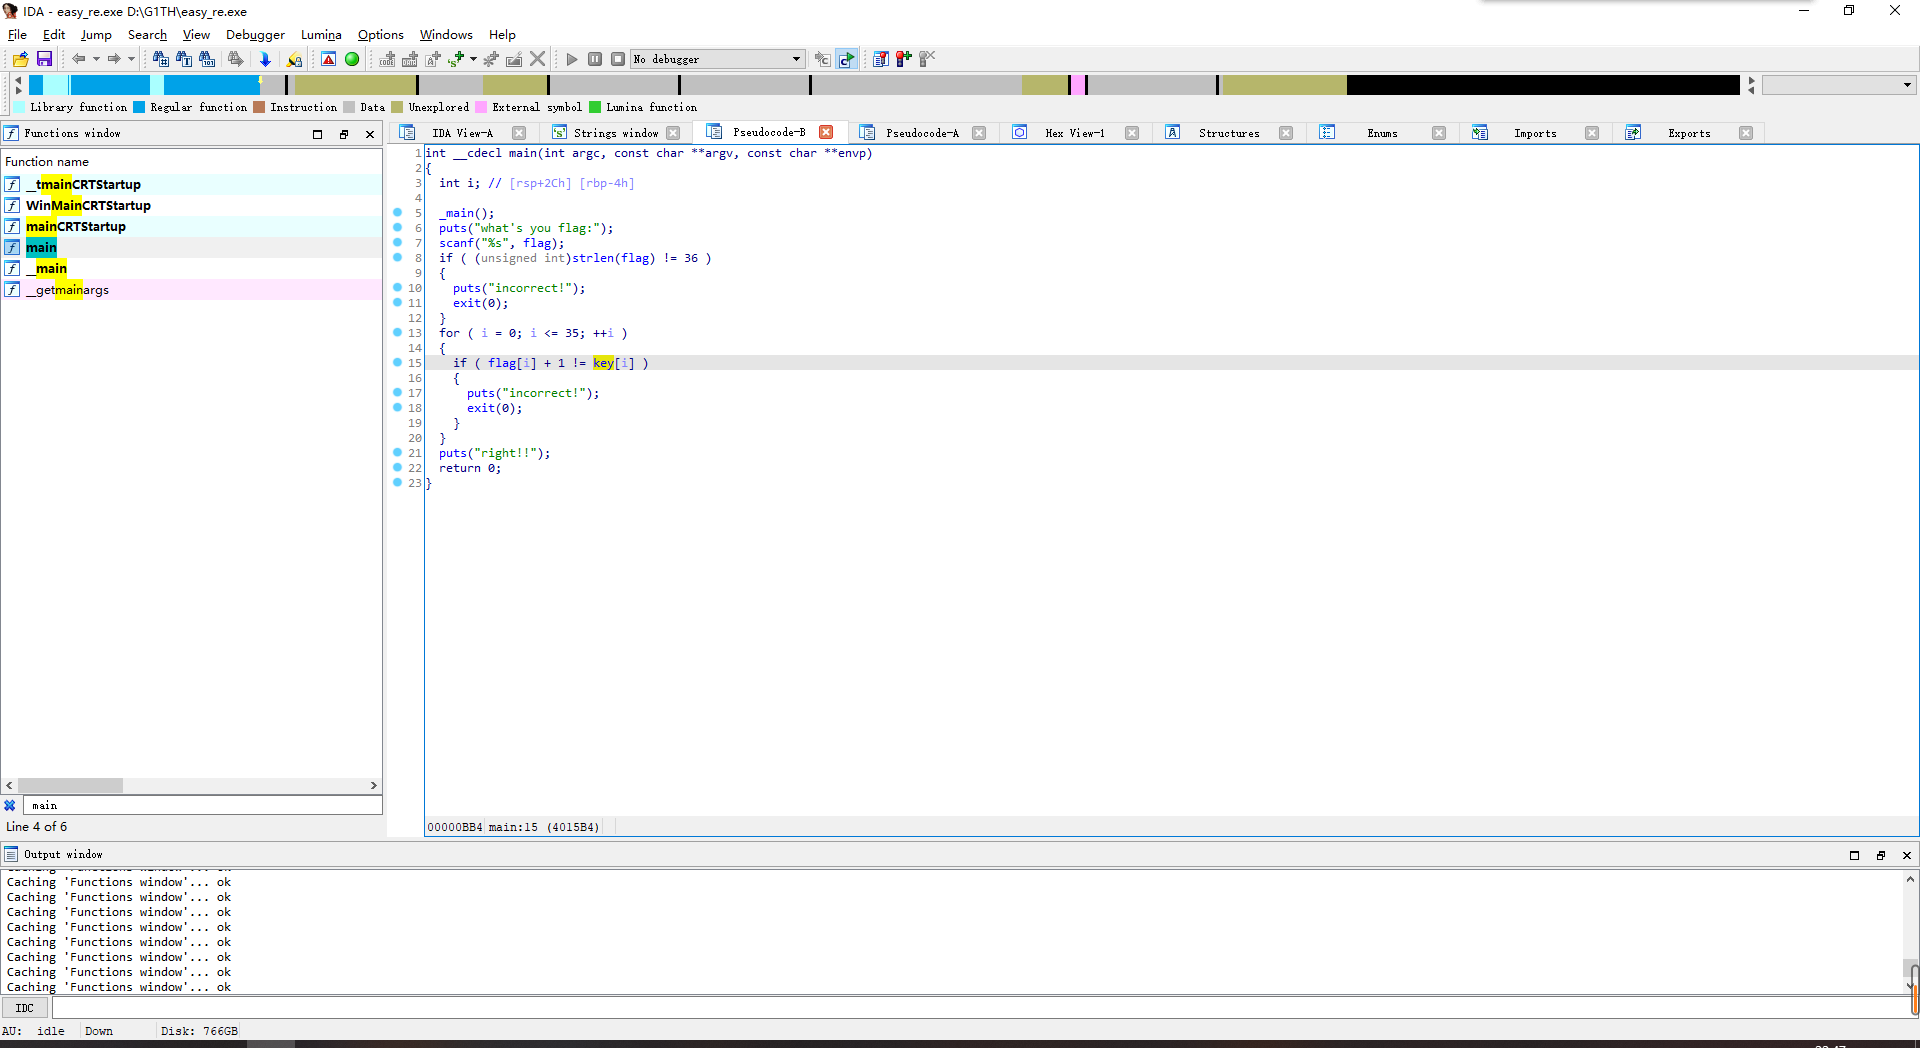 IDA - easy_re.exe D:\G1TH\easy_re.exe
File Edit Jump Search View Debugger Lumina Options Windows Help
No debugger
Library function Regular function Instruction Data Unexplored External symbol Lumina function
Functions window
IDA View-A Strings window Pseudocode-B Pseudocode-A Hex View-1 Structures Enums Imports Exports
Function name
__tmainCRTStartup
WinMainCRTStartup
mainCRTStartup
main
__main
__getmainargs
main
Line 4 of 6
1 int __cdecl main(int argc, const char **argv, const char **envp)
2 {
3 int i; // [rsp+2Ch] [rbp-4h]
4
5 _main();
6 puts("what's you flag:");
7 scanf("%s", flag);
8 if ( (unsigned int)strlen(flag) != 36 )
9 {
10 puts("incorrect!");
11 exit(0);
12 }
13 for ( i = 0; i <= 35; ++i )
14 {
15 if ( flag[i] + 1 != key[i] )
16 {
17 puts("incorrect!");
18 exit(0);
19 }
20 }
21 puts("right!!");
22 return 0;
23 }
00000BB4 main:15 (4015B4)
Output window
Caching 'Functions window'... ok
Caching 'Functions window'... ok
Caching 'Functions window'... ok
Caching 'Functions window'... ok
Caching 'Functions window'... ok
Caching 'Functions window'... ok
Caching 'Functions window'... ok
Caching 'Functions window'... ok
IDC
AU: idle Down Disk: 766GB